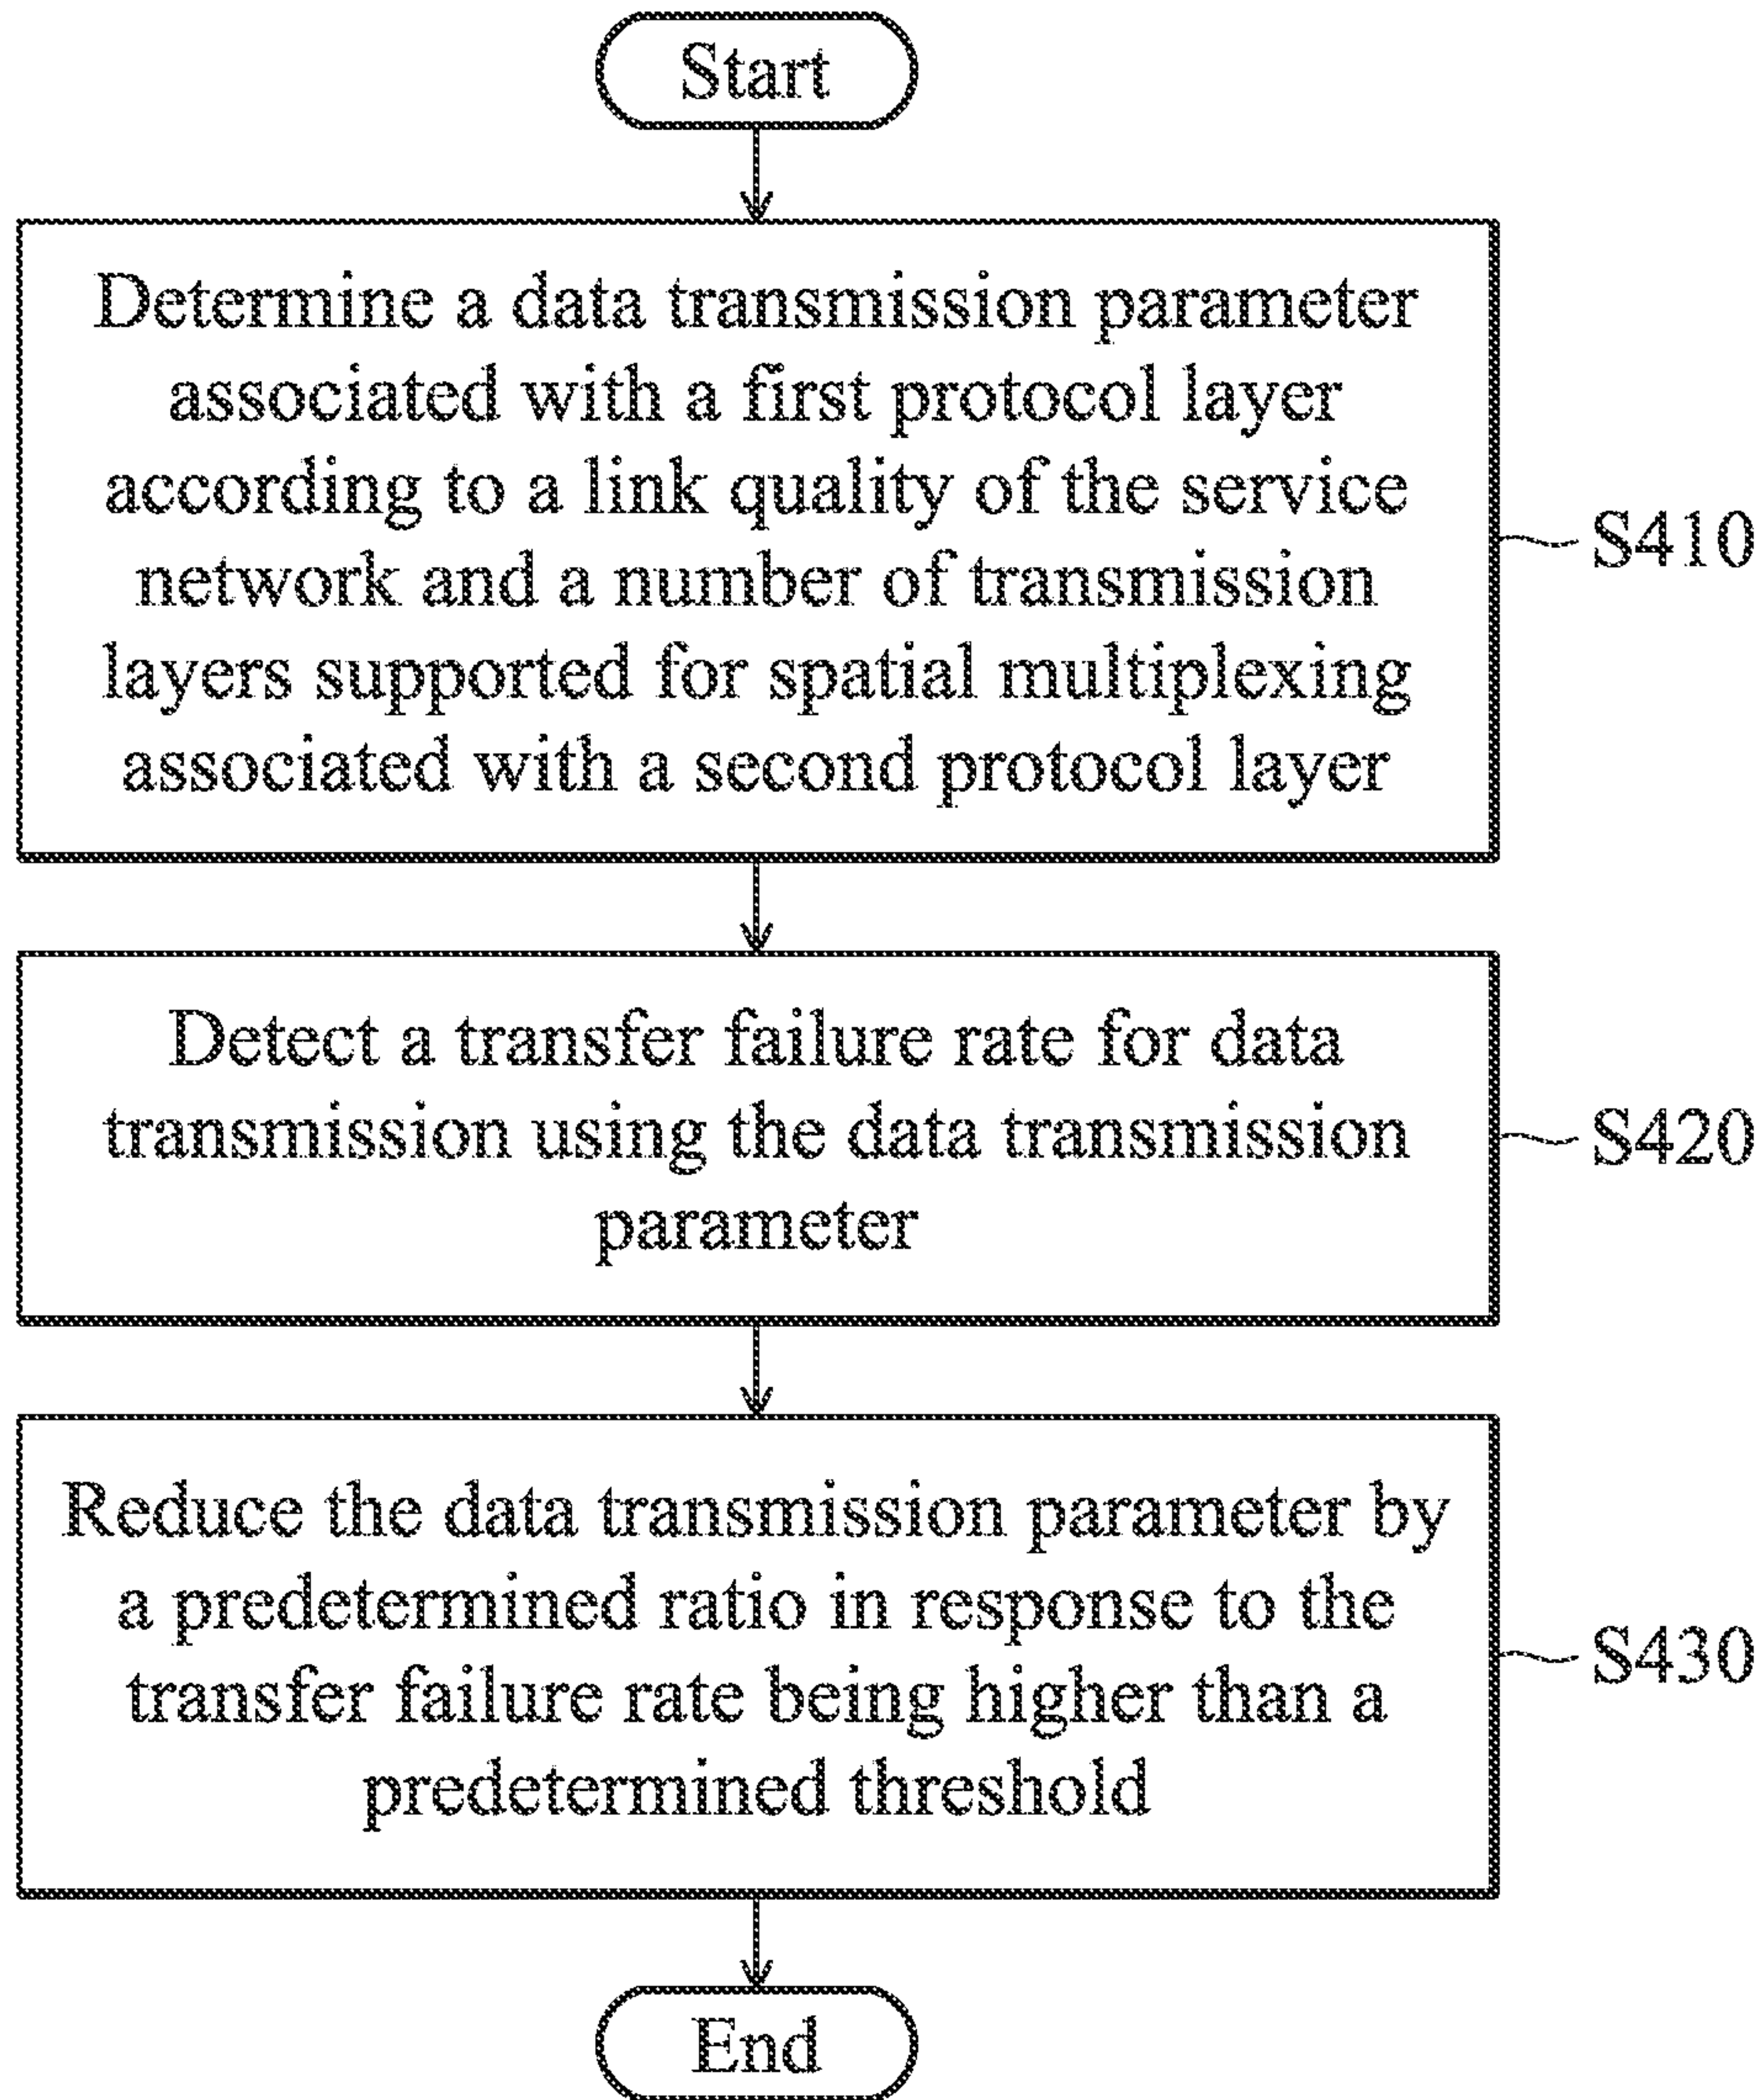 Start
Determine a data transmission parameter
associated with a first protocol layer
according to a link quality of the service
network and a number of transmission
layers supported for spatial multiplexing
associated with a second protocol layer
S410
Detect a transfer failure rate for data
transmission using the data transmission
parameter
S420
Reduce the data transmission parameter by
a predetermined ratio in response to the
transfer failure rate being higher than a
predetermined threshold
S430
End